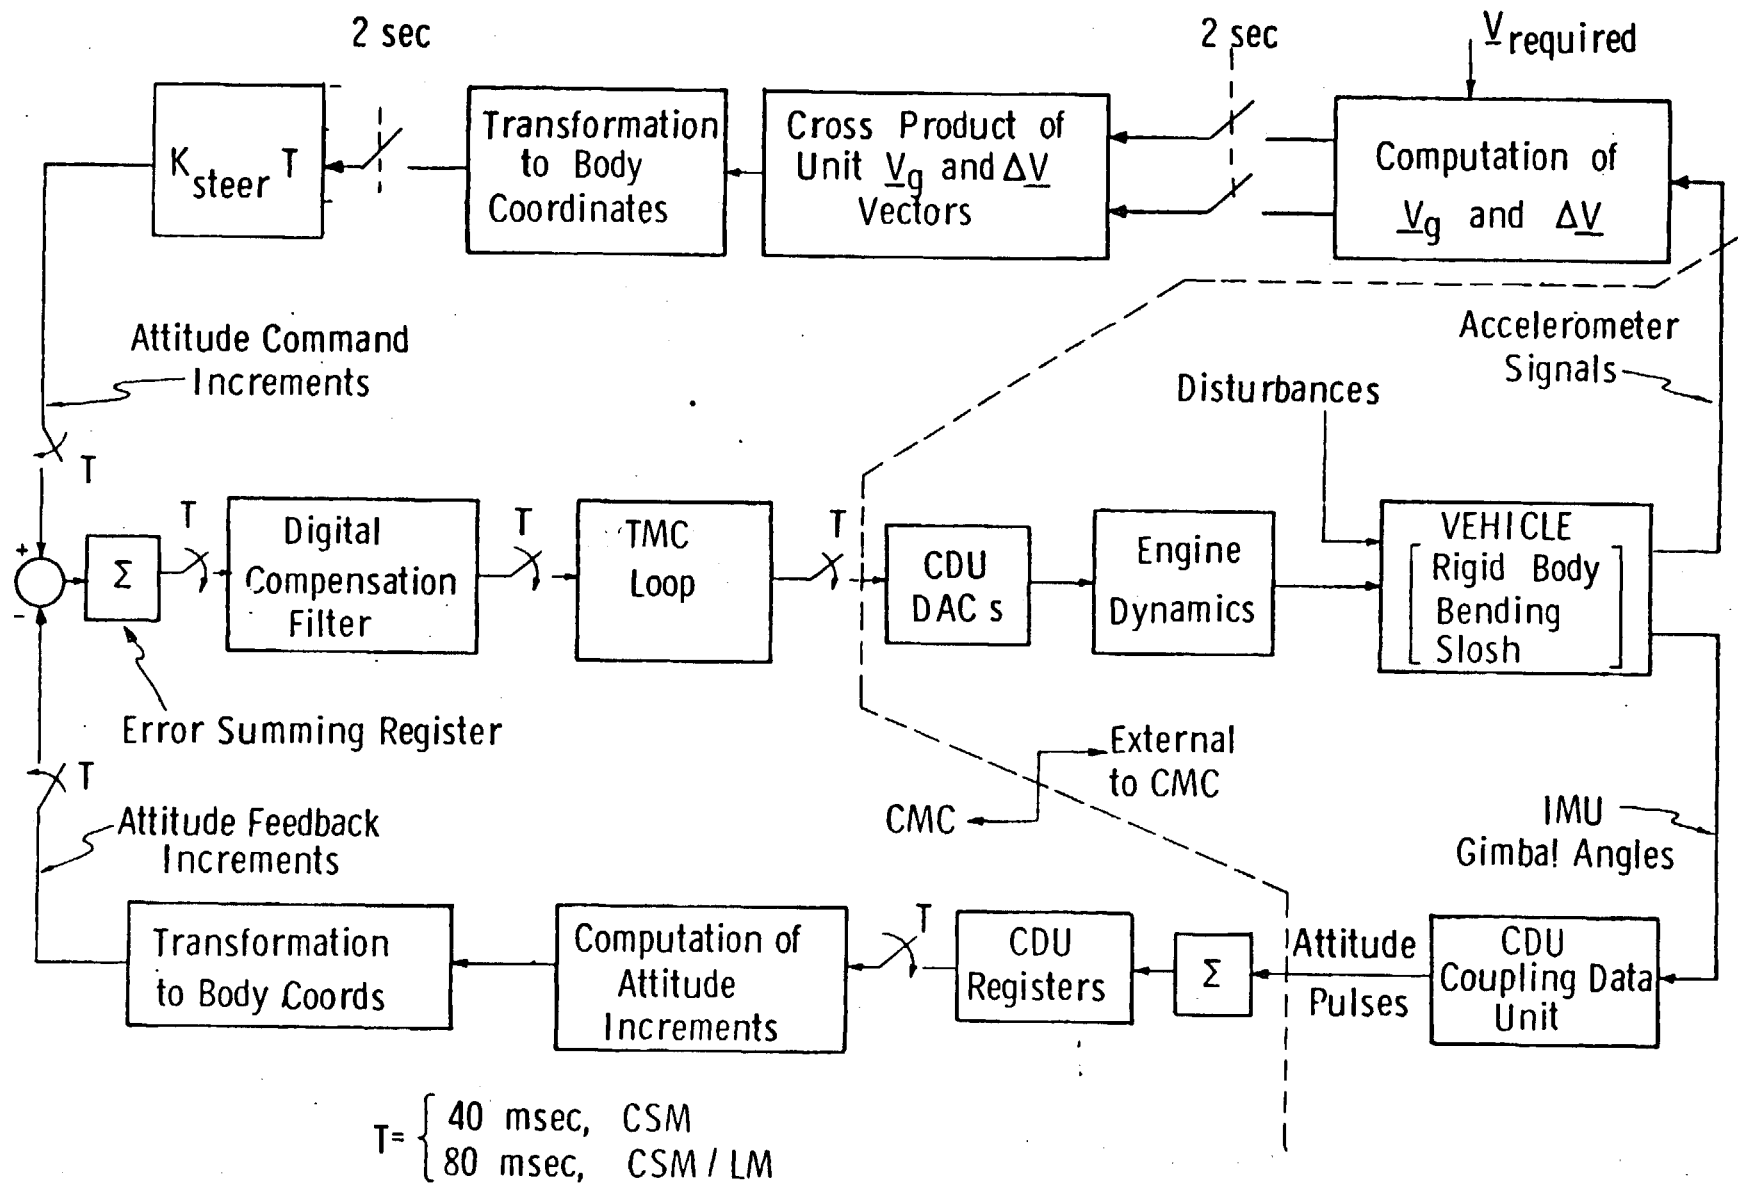 2 sec
2 sec
V required
K steer T
Transformation
to Body
Coordinates
Cross Product of
Unit Vg and ΔV
Vectors
Computation of
Vg and ΔV
Attitude Command
Increments
Accelerometer
Signals
Disturbances
T
+
-
Σ
T
Digital
Compensation
Filter
T
TMC
Loop
T
CDU
DAC s
Engine
Dynamics
VEHICLE
Rigid Body
Bending
Slosh
Error Summing Register
External
to CMC
CMC
T
Attitude Feedback
Increments
IMU
Gimbal Angles
Transformation
to Body Coords
Computation of
Attitude
Increments
T
CDU
Registers
Σ
Attitude
Pulses
CDU
Coupling Data
Unit
T= { 40 msec, CSM
80 msec, CSM / LM